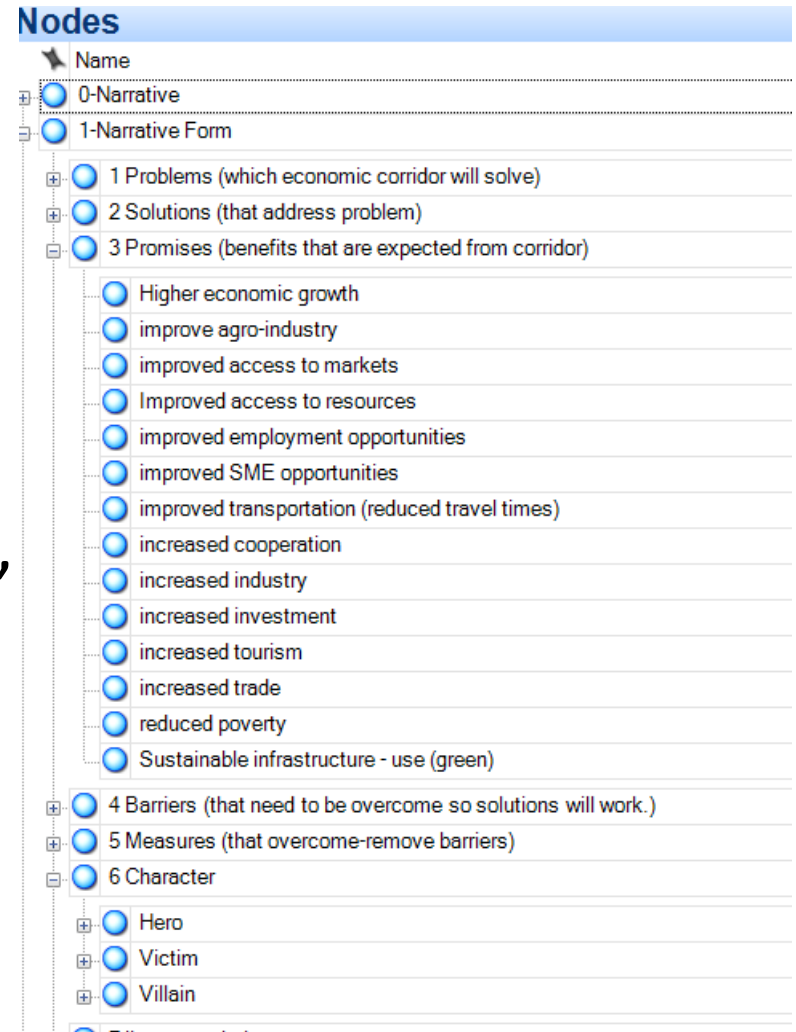 Nodes
Name
0-Narrative
1-Narrative Form
1 Problems (which economic corridor will solve)
2 Solutions (that address problem)
3 Promises (benefits that are expected from corridor)
Higher economic growth
improve agro-industry
improved access to markets
Improved access to resources
improved employment opportunities
improved SME opportunities
improved transportation (reduced travel times)
increased cooperation
increased industry
increased investment
increased tourism
increased trade
reduced poverty
Sustainable infrastructure - use (green)
4 Barriers (that need to be overcome so solutions will work.)
5 Measures (that overcome-remove barriers)
6 Character
Hero
Victim
Villain